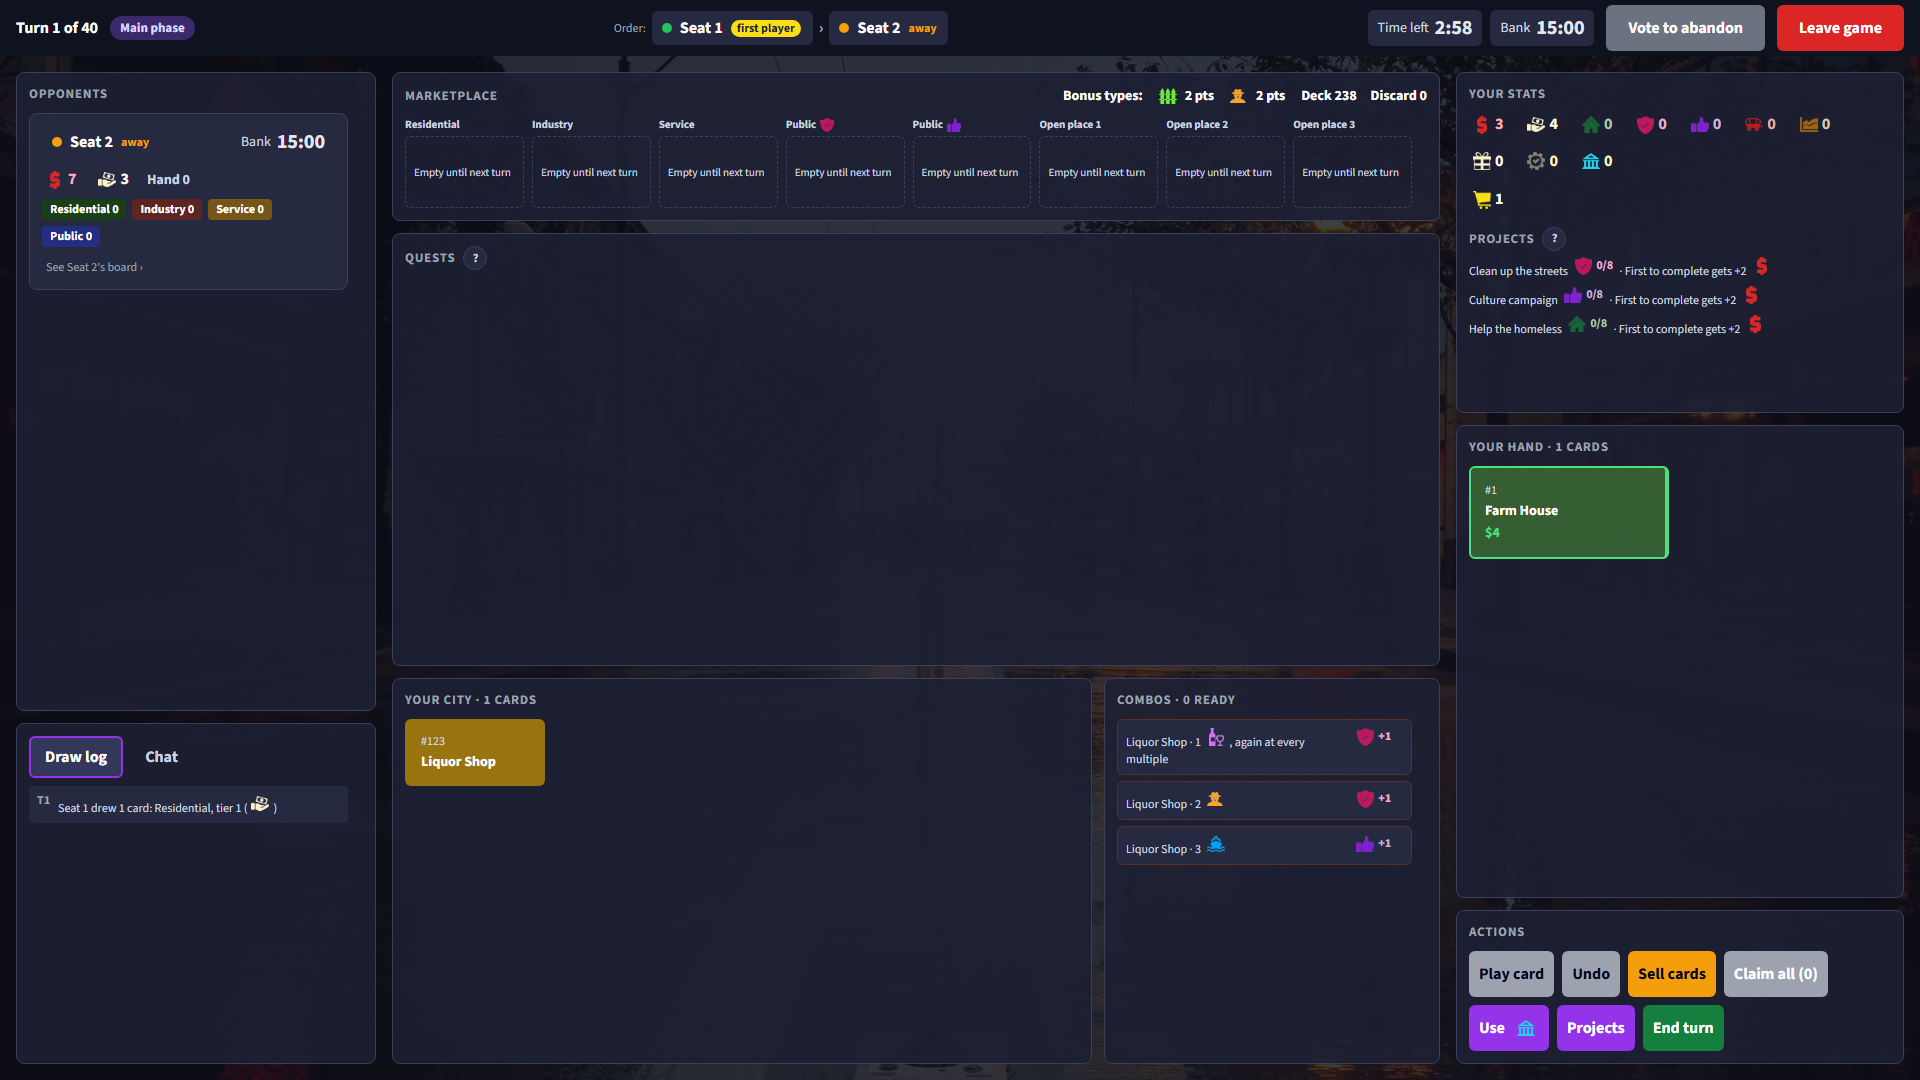 Turn 1 of 40
Main phase
Order:
Seat 1
first player
›
Seat 2
away
Time left 2:58
Bank 15:00
Vote to abandon
Leave game
OPPONENTS
Seat 2 away
Bank 15:00
7
3
Hand 0
Residential 0
Industry 0
Service 0
Public 0
See Seat 2's board ›
MARKETPLACE
Bonus types:
2 pts
2 pts
Deck 238
Discard 0
Residential
Industry
Service
Public
Public
Open place 1
Open place 2
Open place 3
Empty until next turn
Empty until next turn
Empty until next turn
Empty until next turn
Empty until next turn
Empty until next turn
Empty until next turn
Empty until next turn
QUESTS
?
YOUR STATS
3
4
0
0
0
0
0
0
0
0
1
PROJECTS
?
Clean up the streets 0/8 · First to complete gets +2
Culture campaign 0/8 · First to complete gets +2
Help the homeless 0/8 · First to complete gets +2
YOUR HAND · 1 CARDS
#1
Farm House
$4
Draw log
Chat
T1
Seat 1 drew 1 card: Residential, tier 1 ( )
YOUR CITY · 1 CARDS
#123
Liquor Shop
COMBOS · 0 READY
Liquor Shop · 1 , again at every
multiple
+1
Liquor Shop · 2
+1
Liquor Shop · 3
+1
ACTIONS
Play card
Undo
Sell cards
Claim all (0)
Use
Projects
End turn